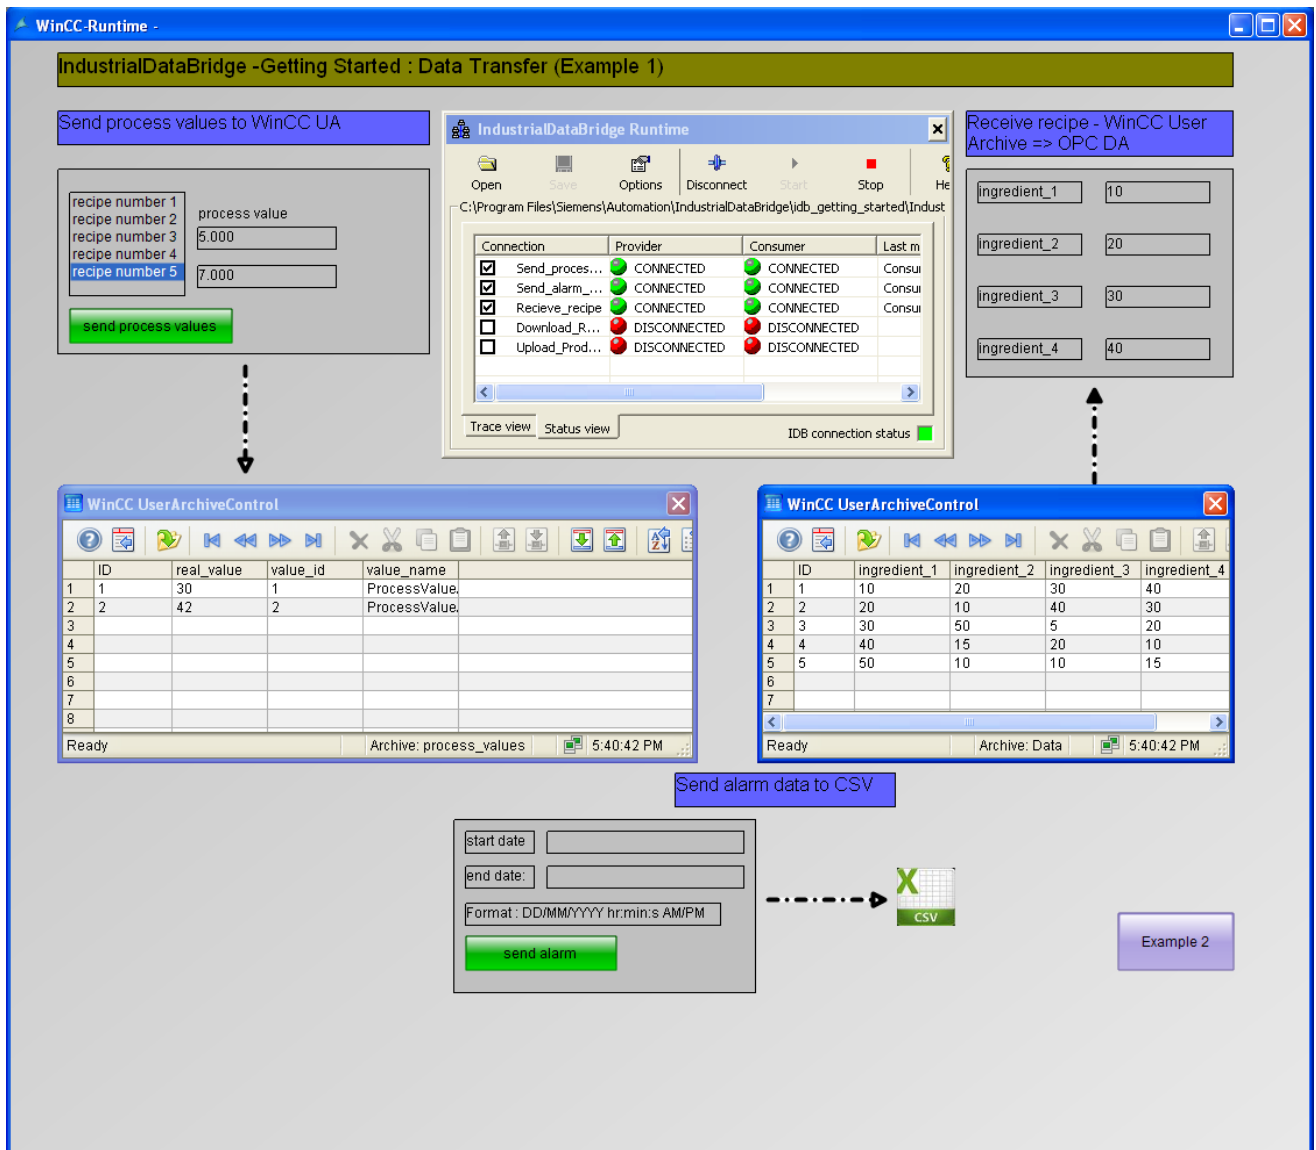 WinCC-Runtime -
IndustrialDataBridge -Getting Started : Data Transfer (Example 1)
Send process values to WinCC UA
recipe number 1
recipe number 2
recipe number 3
recipe number 4
recipe number 5
process value
5.000
7.000
send process values
IndustrialDataBridge Runtime
Open Save Options Disconnect Start Stop He
C:\Program Files\Siemens\Automation\IndustrialDataBridge\idb_getting_started\Indust
Connection Provider Consumer Last m
Send_proces... CONNECTED CONNECTED Consu
Send_alarm_... CONNECTED CONNECTED Consu
Recieve_recipe CONNECTED CONNECTED Consu
Download_R... DISCONNECTED DISCONNECTED
Upload_Prod... DISCONNECTED DISCONNECTED
Trace view Status view IDB connection status
Receive recipe - WinCC User
Archive => OPC DA
ingredient_1 10
ingredient_2 20
ingredient_3 30
ingredient_4 40
WinCC UserArchiveControl
ID real_value value_id value_name
1 1 30 1 ProcessValue
2 2 42 2 ProcessValue
3
4
5
6
7
8
Ready Archive: process_values 5:40:42 PM
WinCC UserArchiveControl
ID ingredient_1 ingredient_2 ingredient_3 ingredient_4
1 1 10 20 30 40
2 2 20 10 40 30
3 3 30 50 5 20
4 4 40 15 20 10
5 5 50 10 10 15
6
7
Ready Archive: Data 5:40:42 PM
Send alarm data to CSV
start date
end date:
Format : DD/MM/YYYY hr:min:s AM/PM
send alarm
X
CSV
Example 2